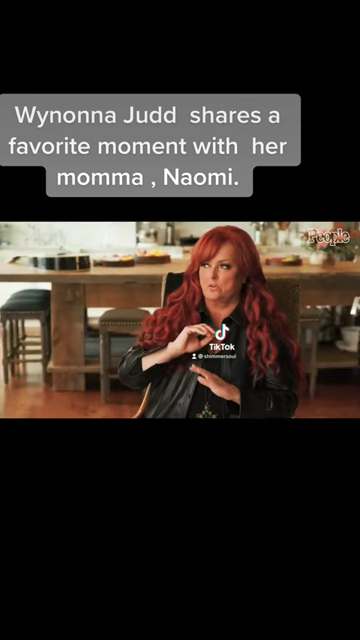 Wynonna Judd shares a
favorite moment with her
momma , Naomi.
People
TikTok
@shimmersoul